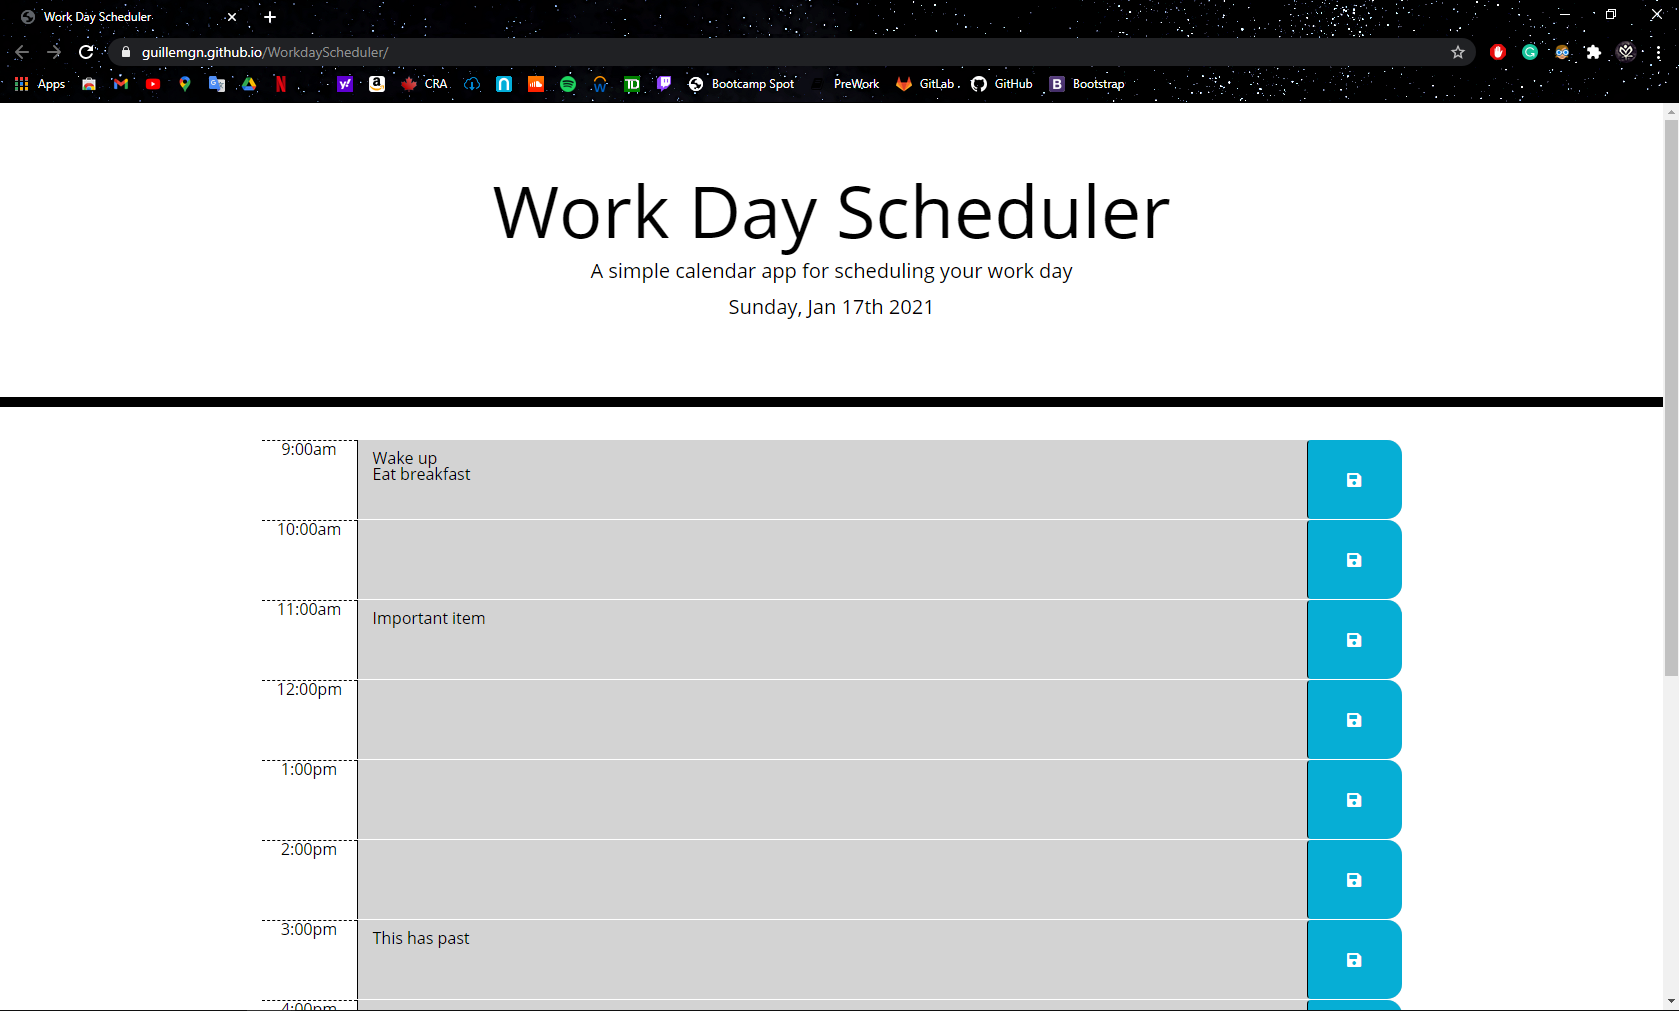 Work Day Scheduler
guillemgn.github.io/WorkdayScheduler/
Apps CRA Bootcamp Spot PreWork GitLab GitHub Bootstrap
Work Day Scheduler
A simple calendar app for scheduling your work day
Sunday, Jan 17th 2021
9:00am
Wake up
Eat breakfast
10:00am
11:00am
Important item
12:00pm
1:00pm
2:00pm
3:00pm
This has past
4:00pm